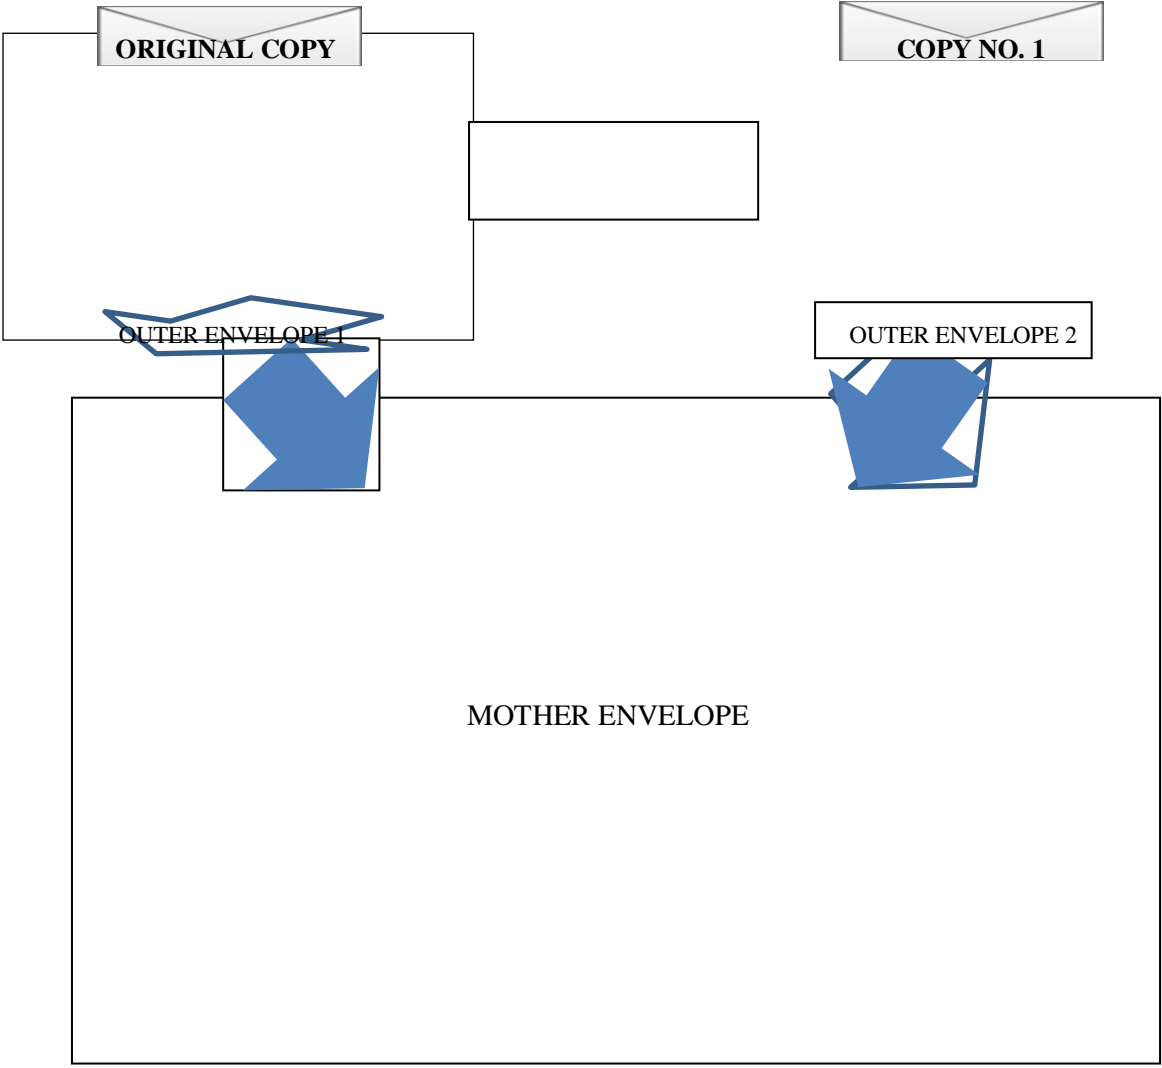 ORIGINAL COPY
COPY NO. 1
OUTER ENVELOPE 1
OUTER ENVELOPE 2
MOTHER ENVELOPE